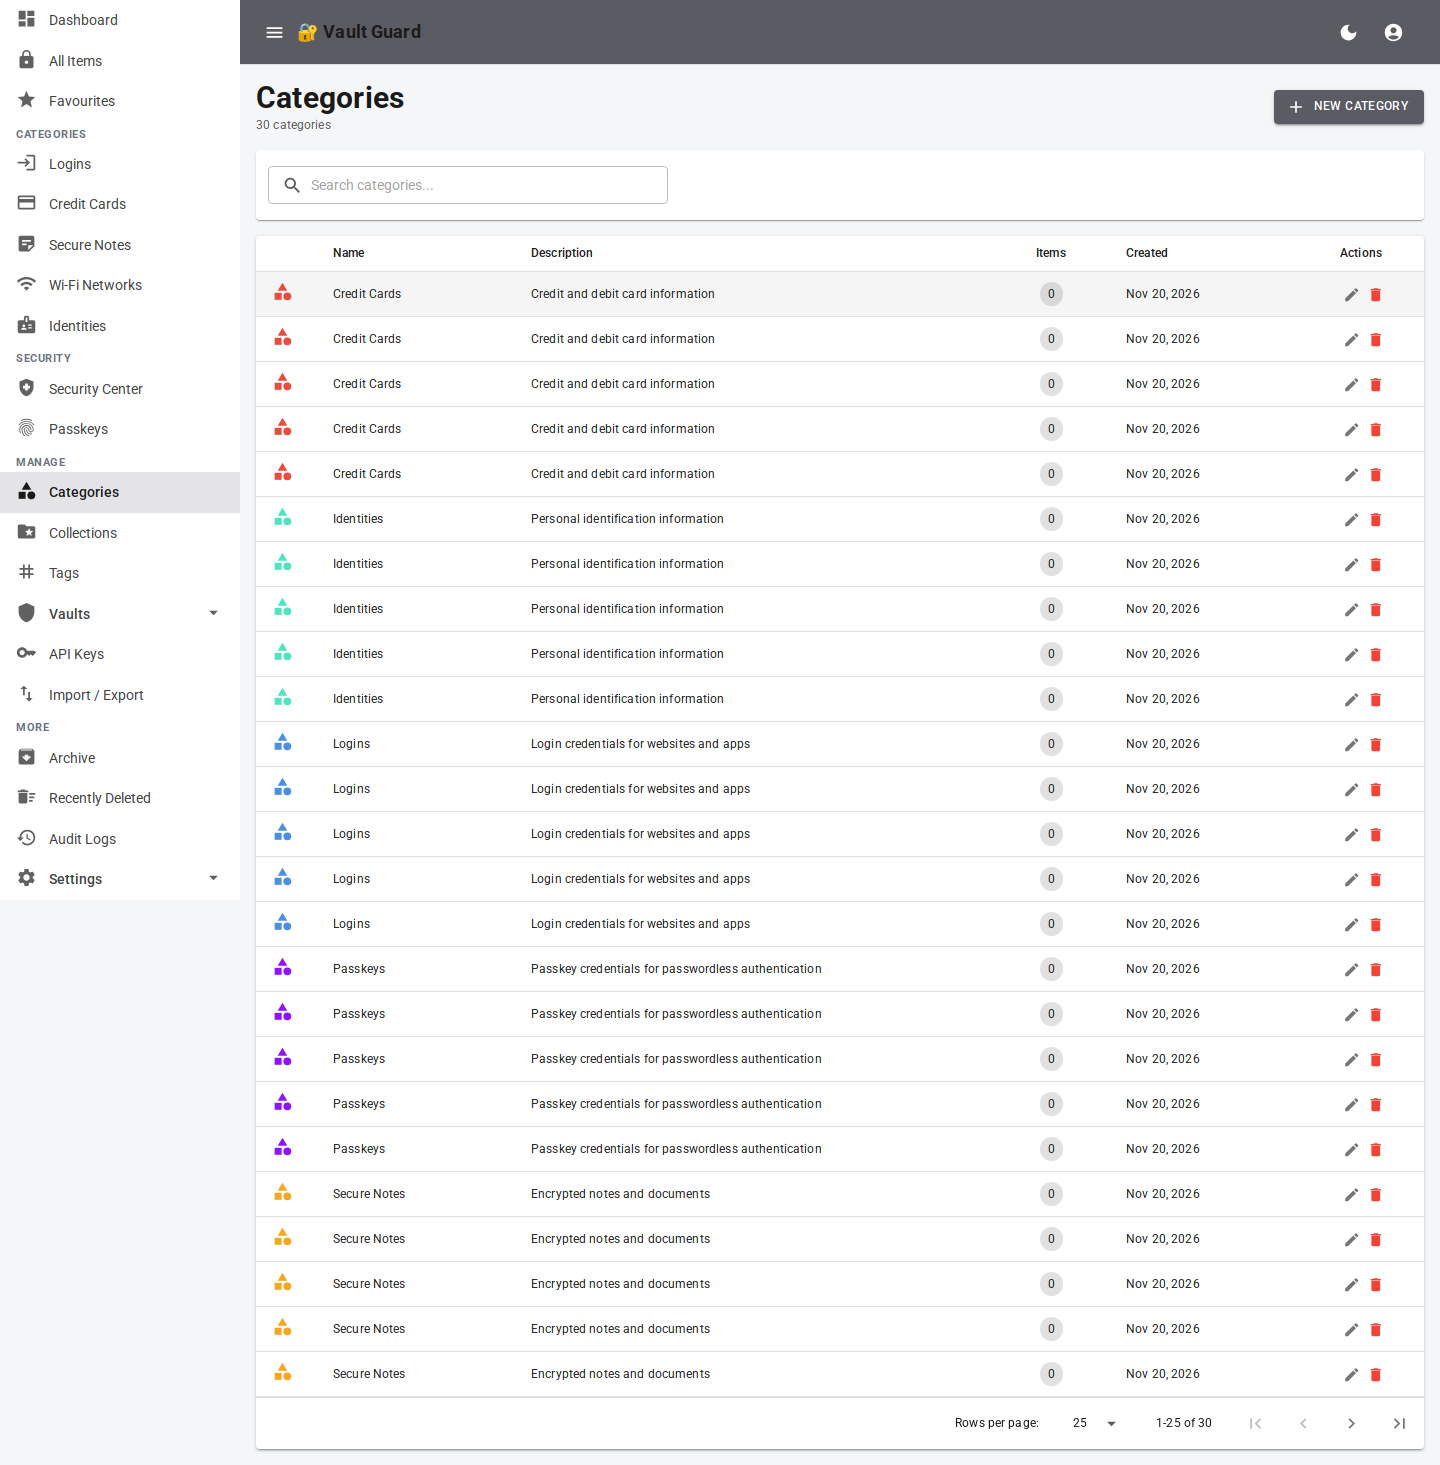 Dashboard
All Items
Favourites
CATEGORIES
Logins
Credit Cards
Secure Notes
Wi-Fi Networks
Identities
SECURITY
Security Center
Passkeys
MANAGE
Categories
Collections
Tags
Vaults
API Keys
Import / Export
MORE
Archive
Recently Deleted
Audit Logs
Settings
🔐 Vault Guard
Categories
30 categories
NEW CATEGORY
Search categories...
Name Description Items Created Actions
Credit Cards Credit and debit card information 0 Nov 20, 2026
Credit Cards Credit and debit card information 0 Nov 20, 2026
Credit Cards Credit and debit card information 0 Nov 20, 2026
Credit Cards Credit and debit card information 0 Nov 20, 2026
Credit Cards Credit and debit card information 0 Nov 20, 2026
Identities Personal identification information 0 Nov 20, 2026
Identities Personal identification information 0 Nov 20, 2026
Identities Personal identification information 0 Nov 20, 2026
Identities Personal identification information 0 Nov 20, 2026
Identities Personal identification information 0 Nov 20, 2026
Logins Login credentials for websites and apps 0 Nov 20, 2026
Logins Login credentials for websites and apps 0 Nov 20, 2026
Logins Login credentials for websites and apps 0 Nov 20, 2026
Logins Login credentials for websites and apps 0 Nov 20, 2026
Logins Login credentials for websites and apps 0 Nov 20, 2026
Passkeys Passkey credentials for passwordless authentication 0 Nov 20, 2026
Passkeys Passkey credentials for passwordless authentication 0 Nov 20, 2026
Passkeys Passkey credentials for passwordless authentication 0 Nov 20, 2026
Passkeys Passkey credentials for passwordless authentication 0 Nov 20, 2026
Passkeys Passkey credentials for passwordless authentication 0 Nov 20, 2026
Secure Notes Encrypted notes and documents 0 Nov 20, 2026
Secure Notes Encrypted notes and documents 0 Nov 20, 2026
Secure Notes Encrypted notes and documents 0 Nov 20, 2026
Secure Notes Encrypted notes and documents 0 Nov 20, 2026
Secure Notes Encrypted notes and documents 0 Nov 20, 2026
Rows per page: 25 1-25 of 30